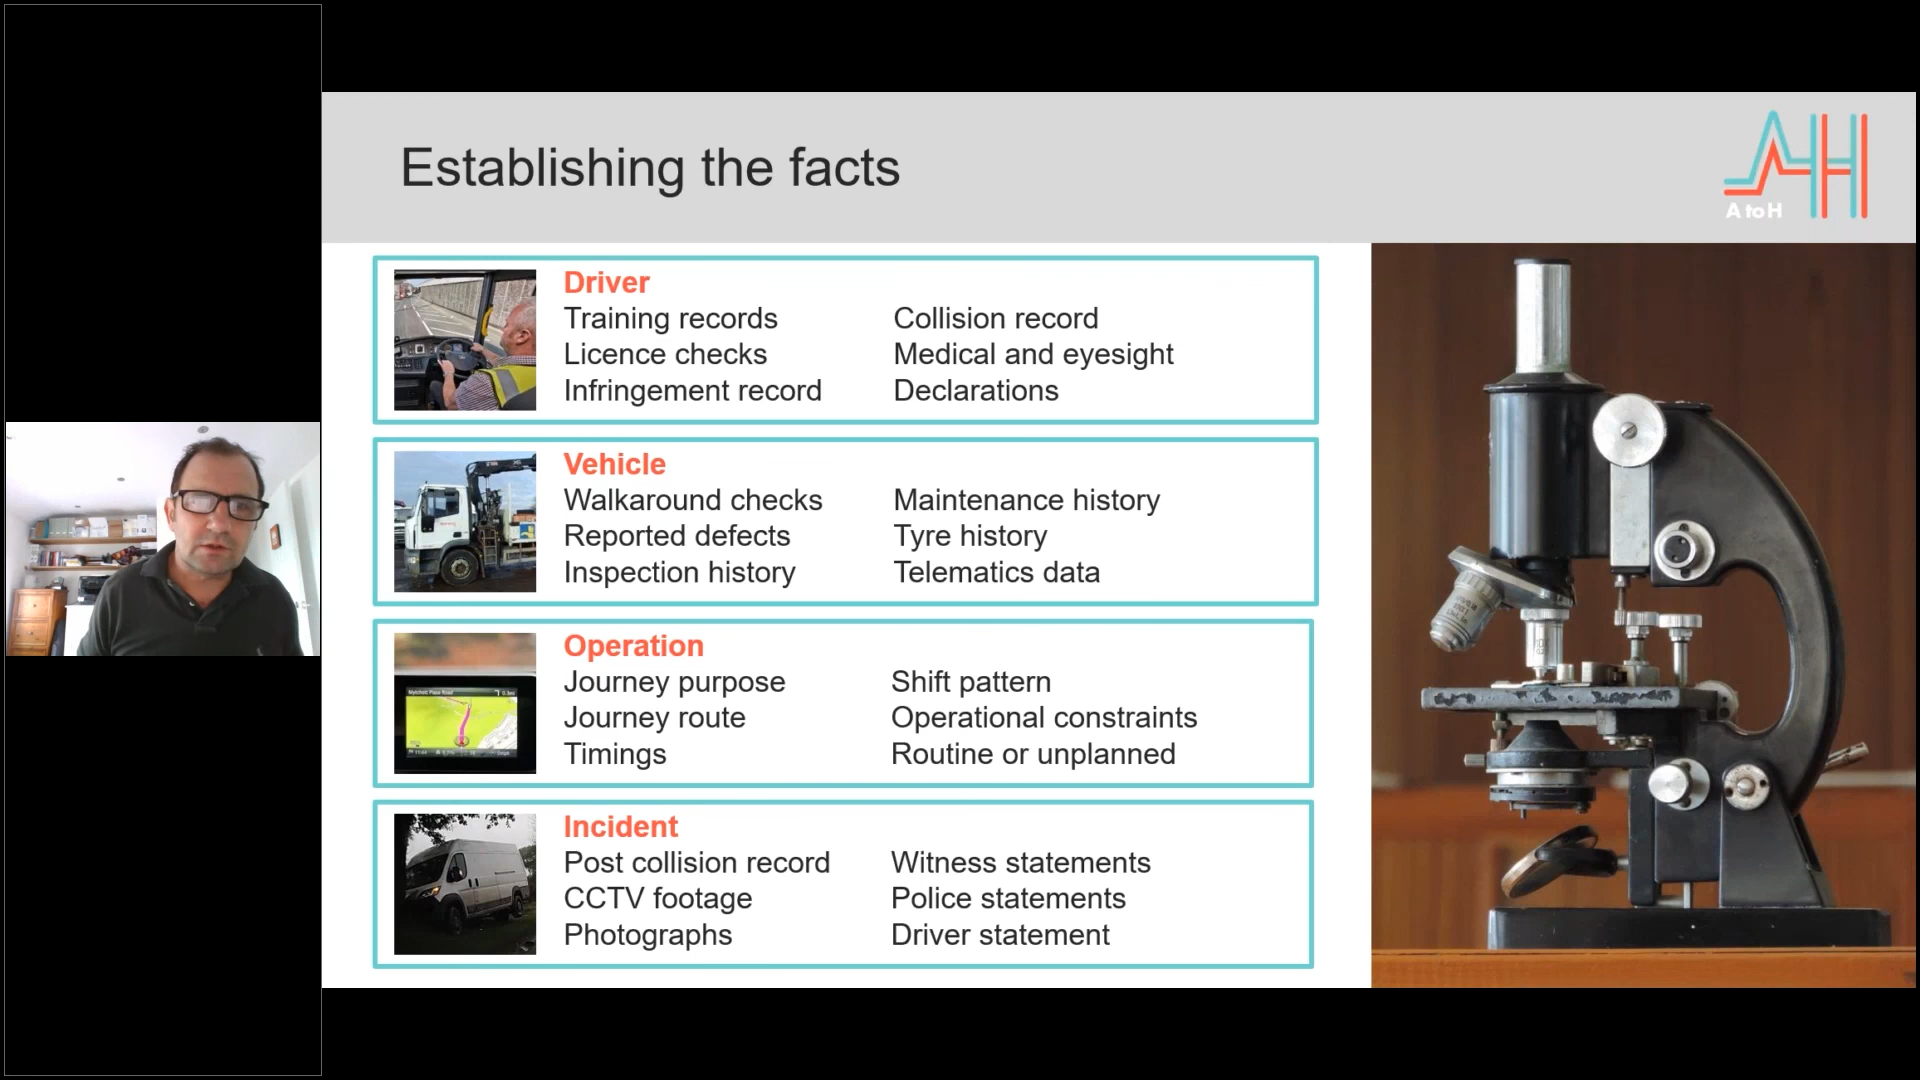 Establishing the facts
A to H
Driver
Training records
Licence checks
Infringement record
Collision record
Medical and eyesight
Declarations
Vehicle
Walkaround checks
Reported defects
Inspection history
Maintenance history
Tyre history
Telematics data
Operation
Journey purpose
Journey route
Timings
Shift pattern
Operational constraints
Routine or unplanned
Incident
Post collision record
CCTV footage
Photographs
Witness statements
Police statements
Driver statement